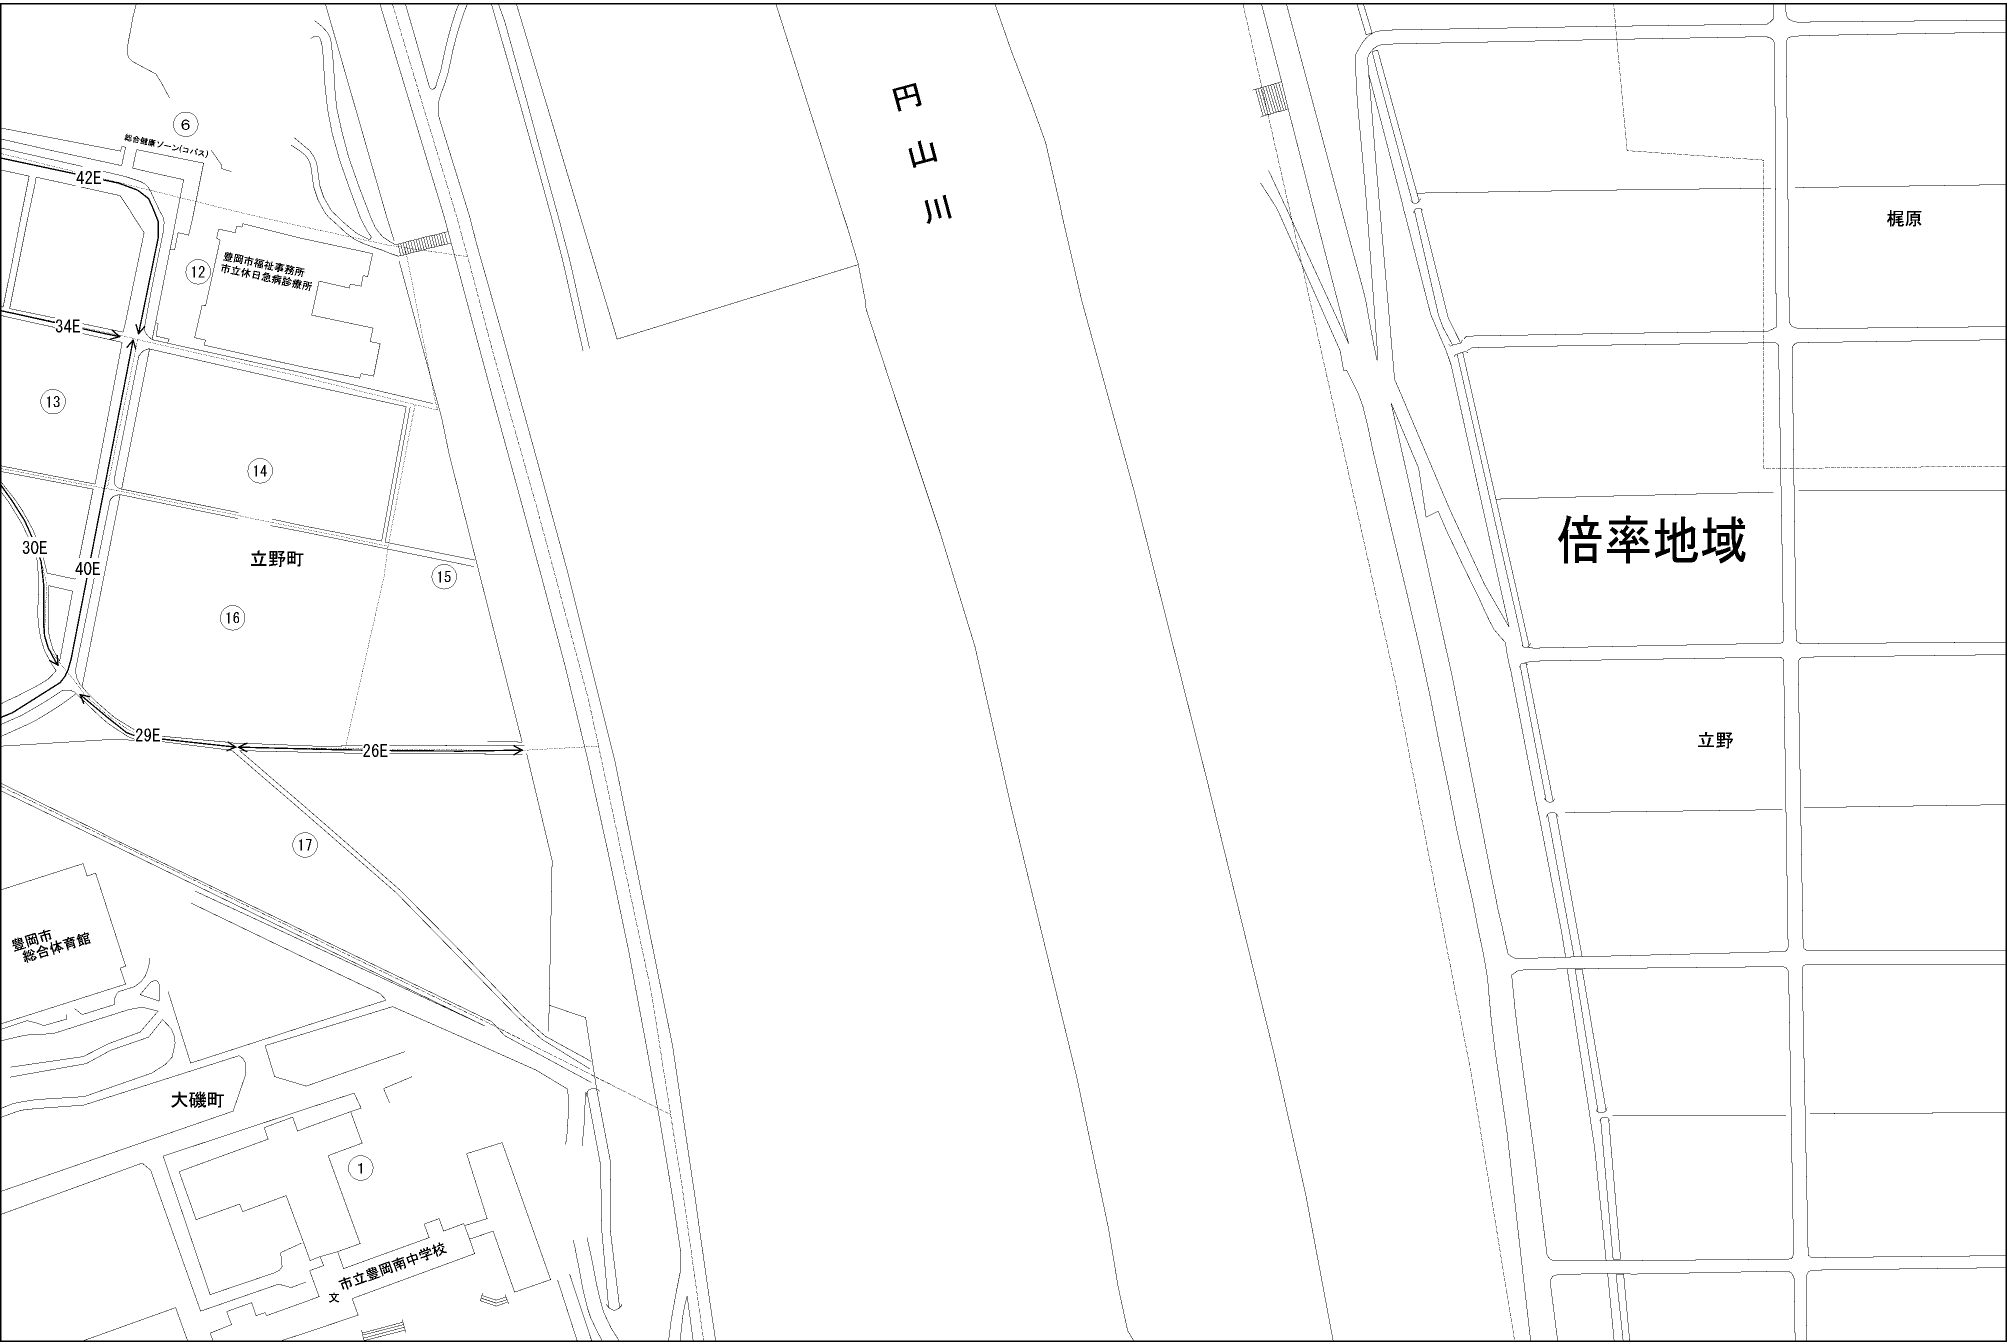 円山川
⑥
総合健康ゾーン(コバス)
42E
梶原
⑫
豊岡市福祉事務所
市立休日急病診療所
34E
⑬
⑭
倍率地域
30E
立野町
40E
⑮
⑯
29E
26E
立野
⑰
豊岡市
総合体育館
大磯町
①
市立豊岡南中学校
文